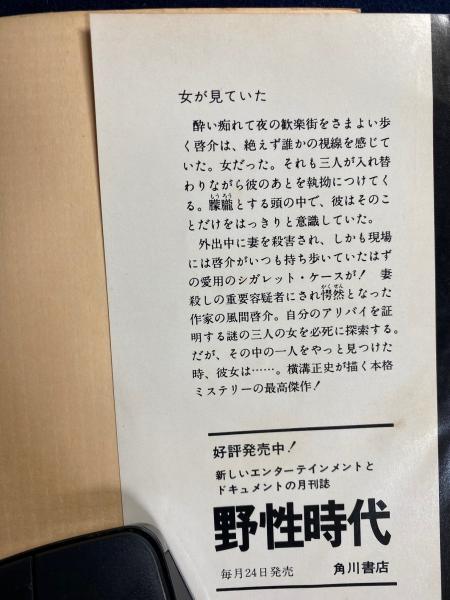 女が見ていた
酔い痴れて夜の歓楽街をさまよい歩
く啓介は、絶えず誰かの視線を感じて
いた。女だった。それも三人が入れ替
わりながら彼のあとを執拗につけてく
る。朦朧とする頭の中で、彼はそのこ
とだけをはっきりと意識していた。
外出中に妻を殺害され、しかも現場
には啓介がいつも持ち歩いていたはず
の愛用のシガレット・ケースが! 妻
殺しの重要容疑者にされ愕然となった
作家の風間啓介。自分のアリバイを証
明する謎の三人の女を必死に探索する。
だが、その中の一人をやっと見つけた
時、彼女は……。横溝正史が描く本格
ミステリーの最高傑作!
好評発売中!
新しいエンターテインメントと
ドキュメントの月刊誌
野性時代
毎月24日発売 角川書店